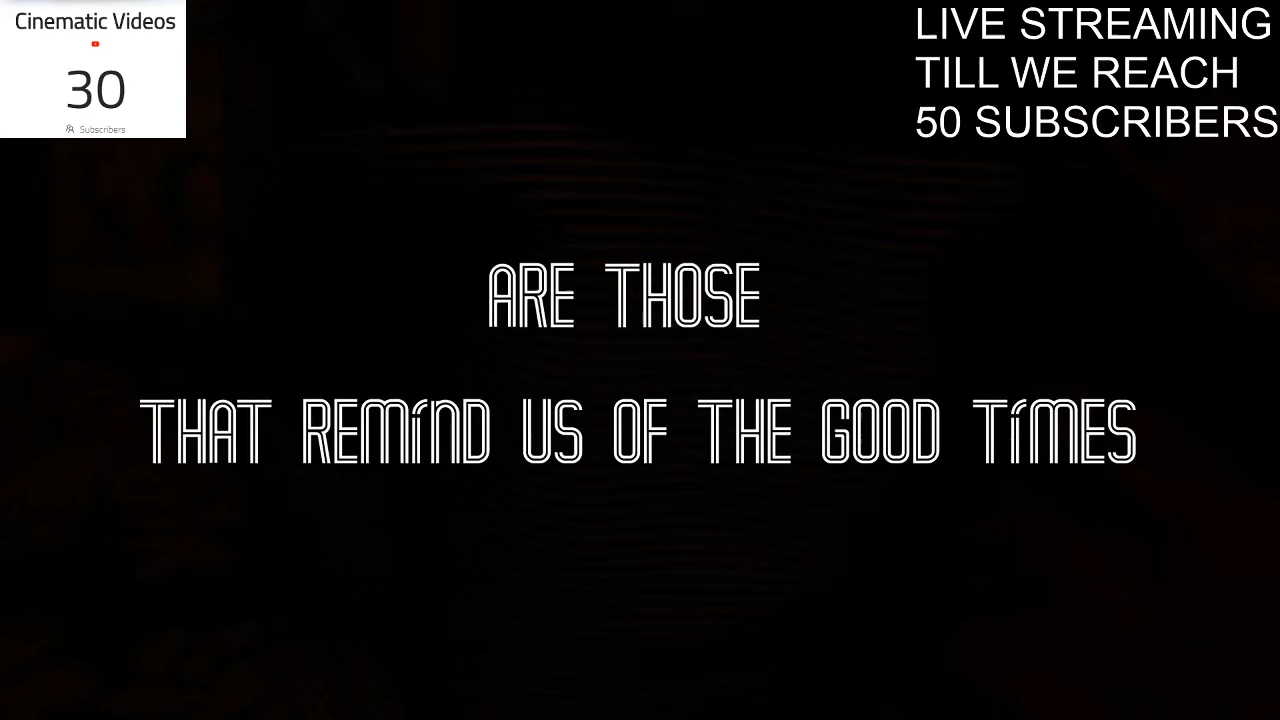 Cinematic Videos
30
Subscribers
LIVE STREAMING
TILL WE REACH
50 SUBSCRIBERS
ARE THOSE
THAT REMiND US OF THE GOOD TiMES